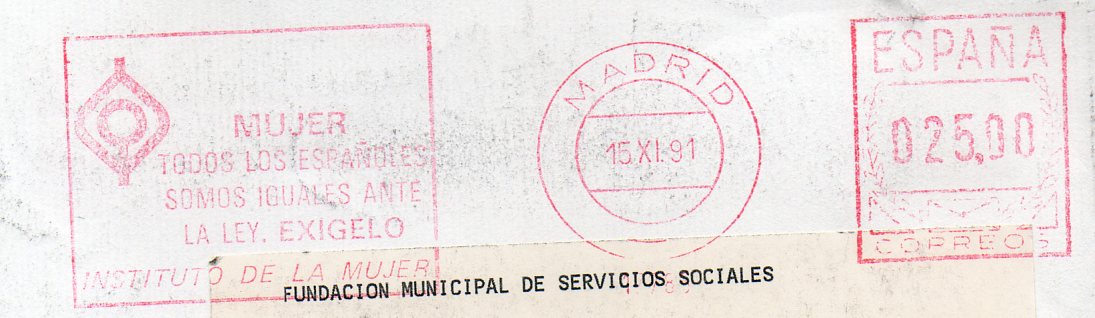 MUJER
TODOS LOS ESPAÑOLES
SOMOS IGUALES ANTE
LA LEY. EXIGELO
INSTITUTO DE LA MUJER
MADRID
15 XI.91
ESPAÑA
025,00
CORREOS
FUNDACION MUNICIPAL DE SERVICIOS SOCIALES